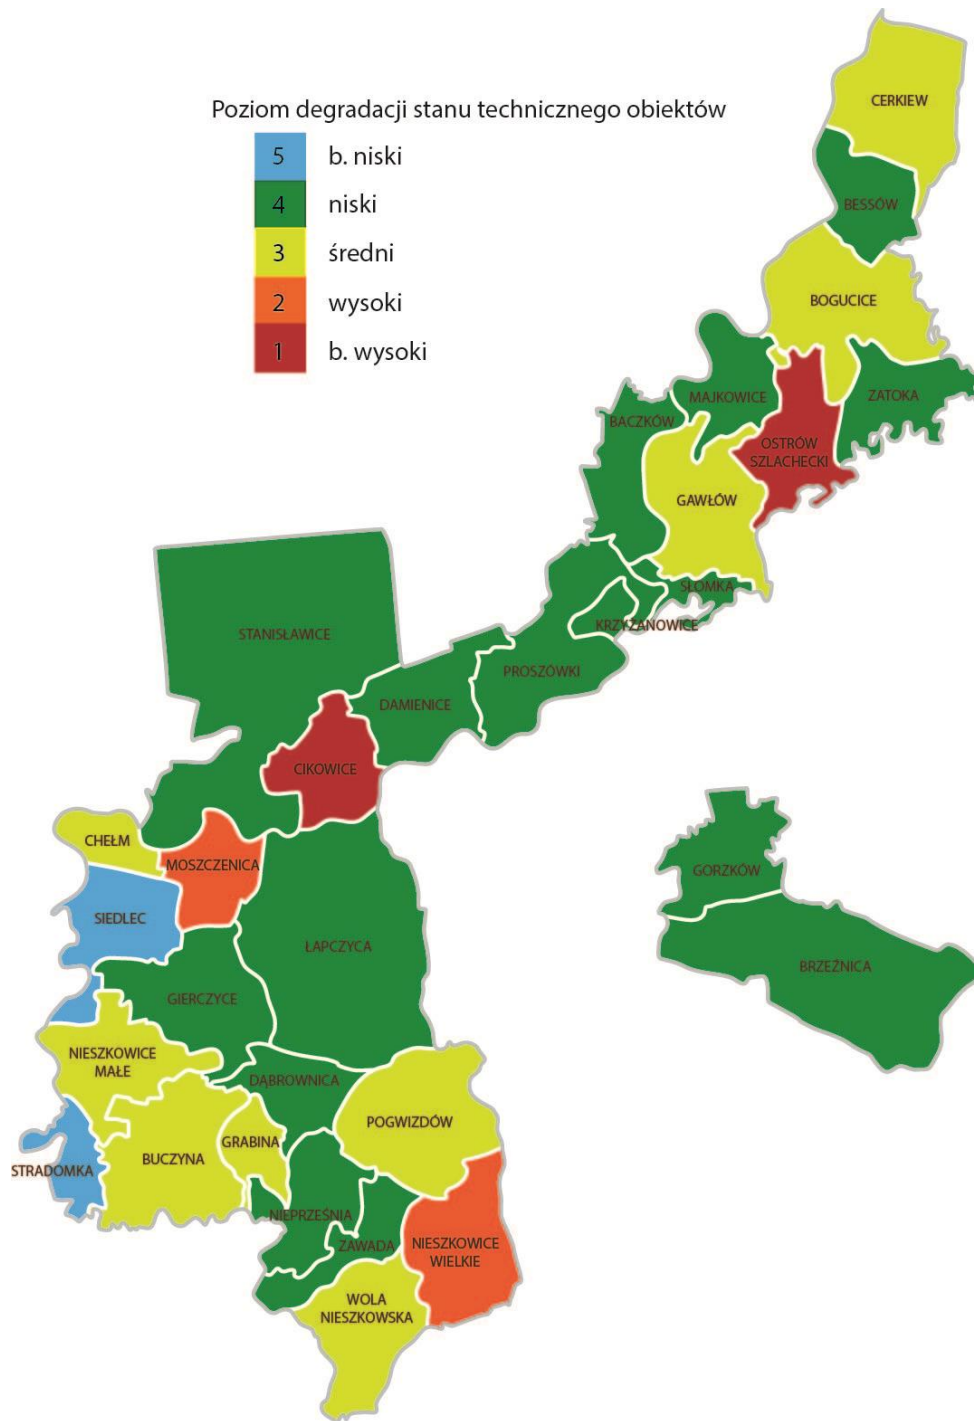 Poziom degradacji stanu technicznego obiektów
5 b. niski
4 niski
3 średni
2 wysoki
1 b. wysoki
CERKIEW
BESSÓW
BOGUCICE
ZATOKA
MAJKOWICE
BACZKÓW
OSTRÓW
SZLACHECKI
GAWŁÓW
SŁOMKA
KRZYŻANOWICE
STANISŁAWICE
PROSZÓWKI
DAMIENICE
CIKOWICE
CHEŁM
MOSZCZENICA
GORZKÓW
SIEDLEC
ŁAPCZYCA
BRZEŹNICA
GIERCZYCE
NIESZKOWICE
MAŁE
DĄBROWNICA
POGWIZDÓW
GRABINA
BUCZYNA
STRADOMKA
NIEPRZEŚNIA
ZAWADA
NIESZKOWICE
WIELKIE
WOLA
NIESZKOWSKA